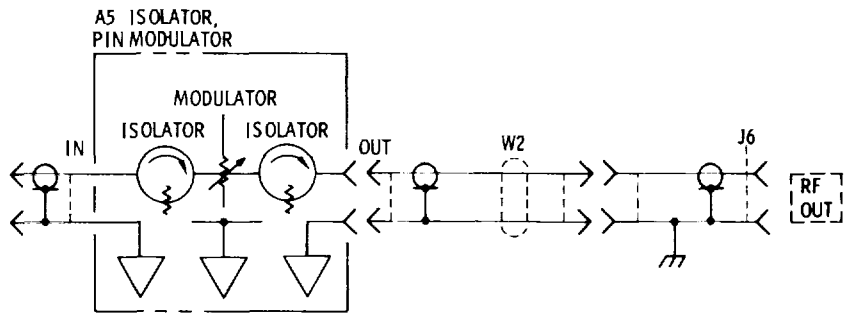 A5 ISOLATOR,
PIN MODULATOR
MODULATOR
ISOLATOR
ISOLATOR
IN
OUT
W2
J6
RF
OUT